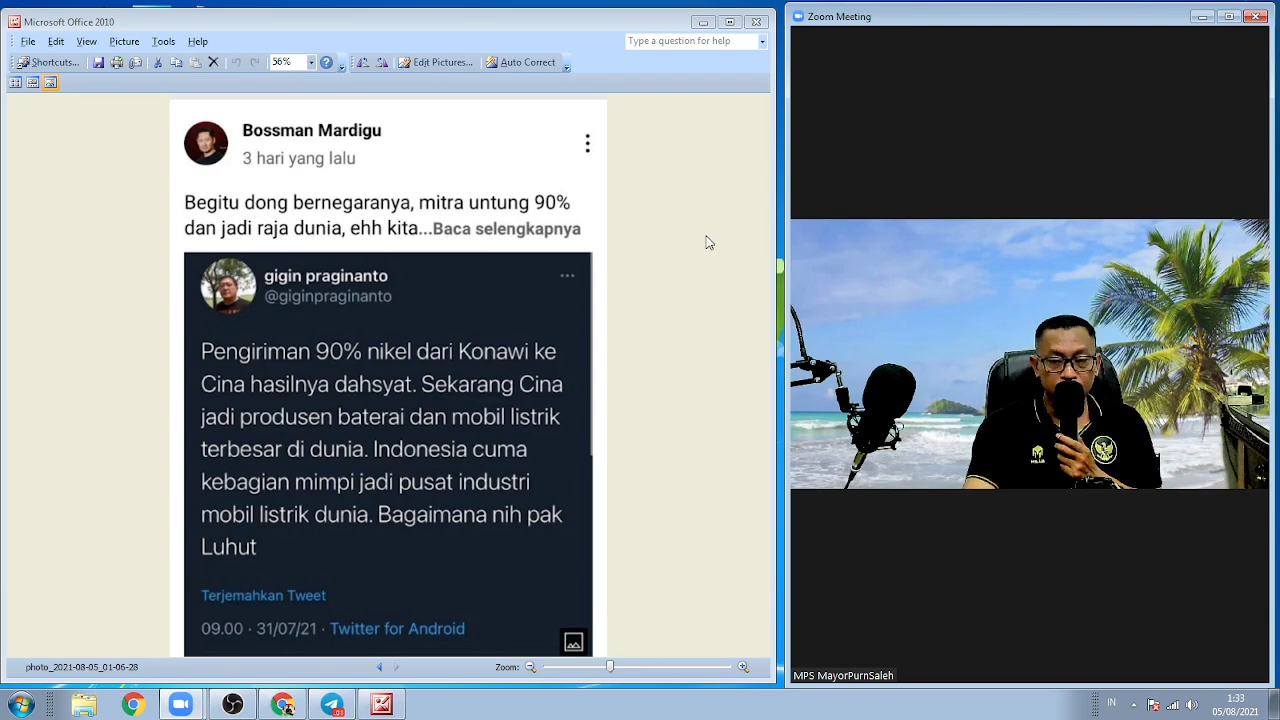 Microsoft Office 2010
File Edit View Picture Tools Help
Type a question for help
Shortcuts...
56%
Edit Pictures...
Auto Correct
Bossman Mardigu
3 hari yang lalu
Begitu dong bernegaranya, mitra untung 90%
dan jadi raja dunia, ehh kita...Baca selengkapnya
gigin praginanto
@giginpraginanto
Pengiriman 90% nikel dari Konawi ke
Cina hasilnya dahsyat. Sekarang Cina
jadi produsen baterai dan mobil listrik
terbesar di dunia. Indonesia cuma
kebagian mimpi jadi pusat industri
mobil listrik dunia. Bagaimana nih pak
Luhut
Terjemahkan Tweet
09.00 · 31/07/21 · Twitter for Android
photo_2021-08-05_01-06-28
Zoom:
Zoom Meeting
MPS MayorPurnSaleh
IN
1:33
05/08/2021